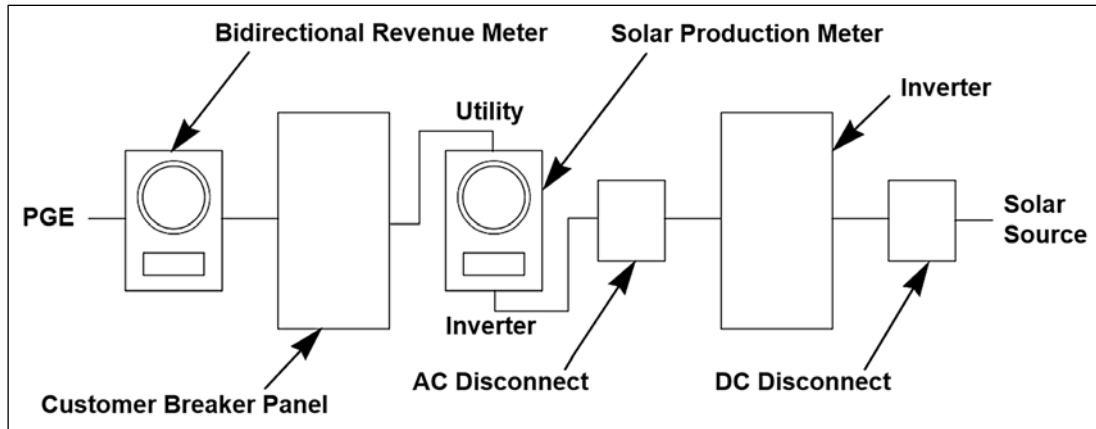 Bidirectional Revenue Meter
Solar Production Meter
Inverter
Utility
PGE
Solar
Source
Inverter
AC Disconnect
DC Disconnect
Customer Breaker Panel